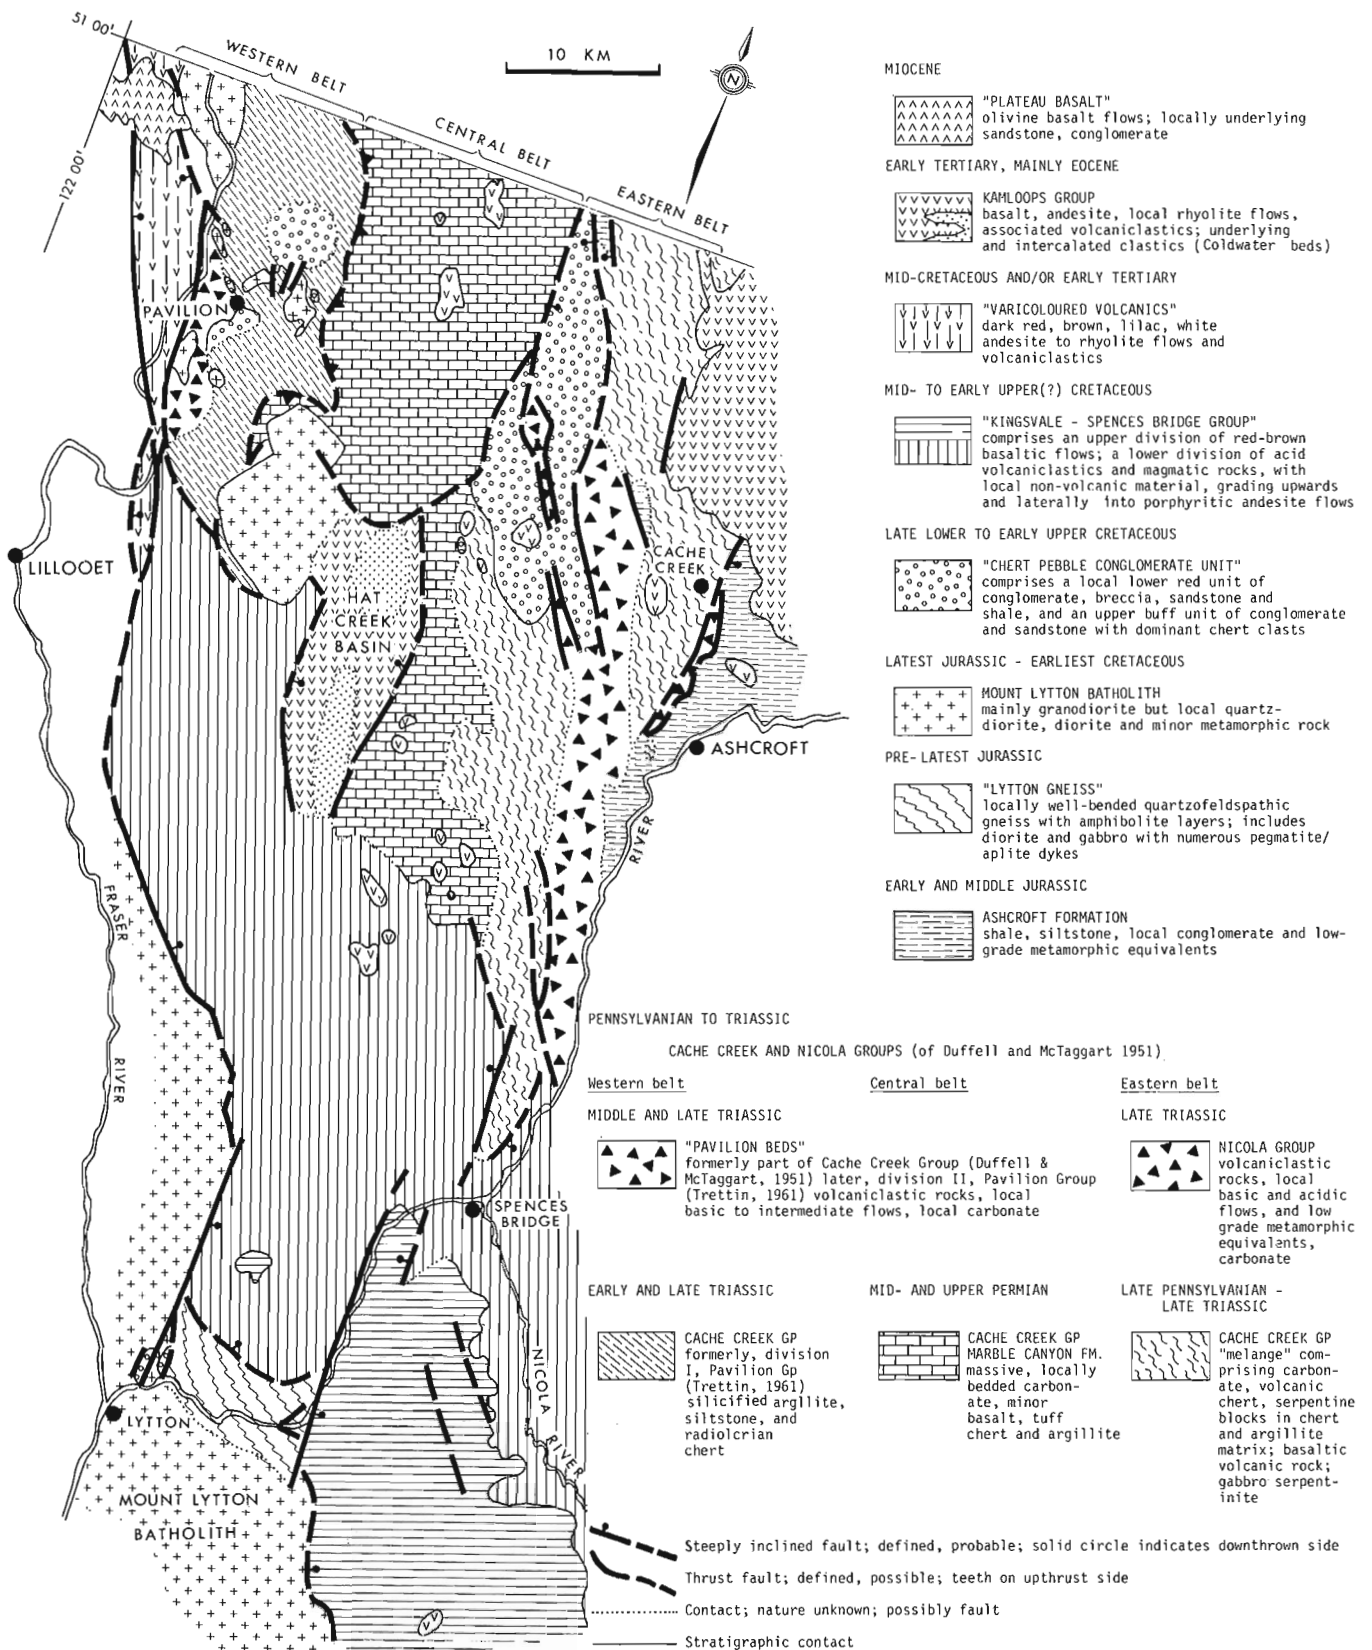 51 00'
122 00'
WESTERN BELT
CENTRAL BELT
EASTERN BELT
10 KM
N
PAVILION
LILLOOET
HAT
CREEK
BASIN
CACHE
CREEK
ASHCROFT
RIVER
FRASER
RIVER
SPENCES
BRIDGE
NICOLA
RIVER
LYTTON
MOUNT LYTTON
BATHOLITH
MIOCENE
"PLATEAU BASALT"
olivine basalt flows; locally underlying
sandstone, conglomerate
EARLY TERTIARY, MAINLY EOCENE
KAMLOOPS GROUP
basalt, andesite, local rhyolite flows,
associated volcaniclastics; underlying
and intercalated clastics (Coldwater beds)
MID-CRETACEOUS AND/OR EARLY TERTIARY
"VARICOLOURED VOLCANICS"
dark red, brown, lilac, white
andesite to rhyolite flows and
volcaniclastics
MID- TO EARLY UPPER(?) CRETACEOUS
"KINGSVALE - SPENCES BRIDGE GROUP"
comprises an upper division of red-brown
basaltic flows; a lower division of acid
volcaniclastics and magmatic rocks, with
local non-volcanic material, grading upwards
and laterally into porphyritic andesite flows
LATE LOWER TO EARLY UPPER CRETACEOUS
"CHERT PEBBLE CONGLOMERATE UNIT"
comprises a local lower red unit of
conglomerate, breccia, sandstone and
shale, and an upper buff unit of conglomerate
and sandstone with dominant chert clasts
LATEST JURASSIC - EARLIEST CRETACEOUS
MOUNT LYTTON BATHOLITH
mainly granodiorite but local quartz-
diorite, diorite and minor metamorphic rock
PRE-LATEST JURASSIC
"LYTTON GNEISS"
locally well-bended quartzofeldspathic
gneiss with amphibolite layers; includes
diorite and gabbro with numerous pegmatite/
aplite dykes
EARLY AND MIDDLE JURASSIC
ASHCROFT FORMATION
shale, siltstone, local conglomerate and low-
grade metamorphic equivalents
PENNSYLVANIAN TO TRIASSIC
CACHE CREEK AND NICOLA GROUPS (of Duffell and McTaggart 1951)
Western belt
Central belt
Eastern belt
MIDDLE AND LATE TRIASSIC
"PAVILION BEDS"
formerly part of Cache Creek Group (Duffell &
McTaggart, 1951) later, division II, Pavilion Group
(Trettin, 1961) volcaniclastic rocks, local
basic to intermediate flows, local carbonate
LATE TRIASSIC
NICOLA GROUP
volcaniclastic
rocks, local
basic and acidic
flows, and low
grade metamorphic
equivalents,
carbonate
EARLY AND LATE TRIASSIC
CACHE CREEK GP
formerly, division
I, Pavilion Gp
(Trettin, 1961)
silicified argllite,
siltstone, and
radiolcrian
chert
MID- AND UPPER PERMIAN
CACHE CREEK GP
MARBLE CANYON FM.
massive, locally
bedded carbon-
ate, minor
basalt, tuff
chert and argillite
LATE PENNSYLVANIAN -
LATE TRIASSIC
CACHE CREEK GP
"melange" com-
prising carbon-
ate, volcanic
chert, serpentine
blocks in chert
and argillite
matrix; basaltic
volcanic rock;
gabbro serpent-
inite
Steeply inclined fault; defined, probable; solid circle indicates downthrown side
Thrust fault; defined, possible; teeth on upthrust side
Contact; nature unknown; possibly fault
Stratigraphic contact